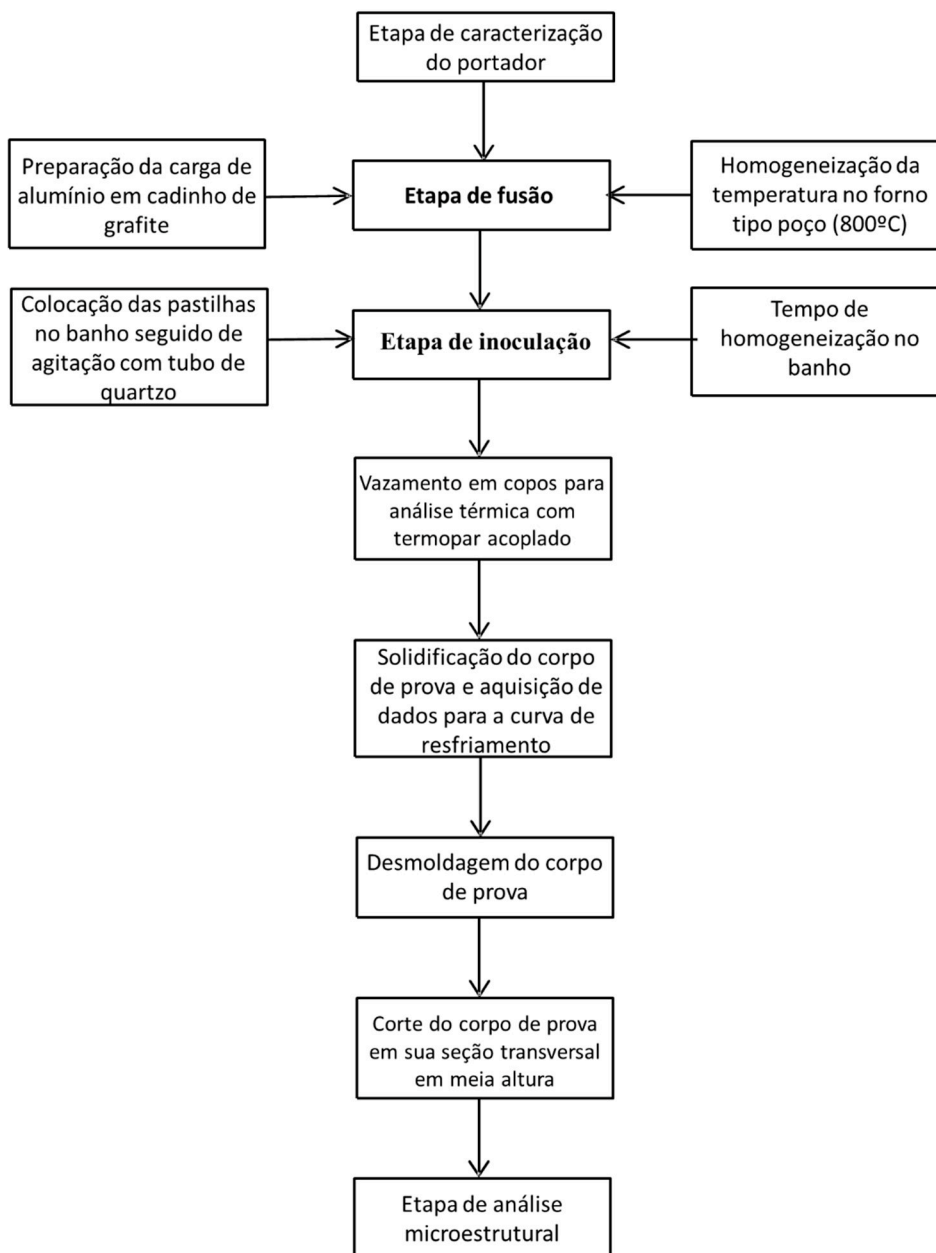 Etapa de caracterização
do portador
Preparação da carga de
alumínio em cadinho de
grafite
Etapa de fusão
Homogeneização da
temperatura no forno
tipo poço (800ºC)
Colocação das pastilhas
no banho seguido de
agitação com tubo de
quartzo
Etapa de inoculação
Tempo de
homogeneização no
banho
Vazamento em copos para
análise térmica com
termopar acoplado
Solidificação do corpo
de prova e aquisição de
dados para a curva de
resfriamento
Desmoldagem do corpo
de prova
Corte do corpo de prova
em sua seção transversal
em meia altura
Etapa de análise
microestrutural